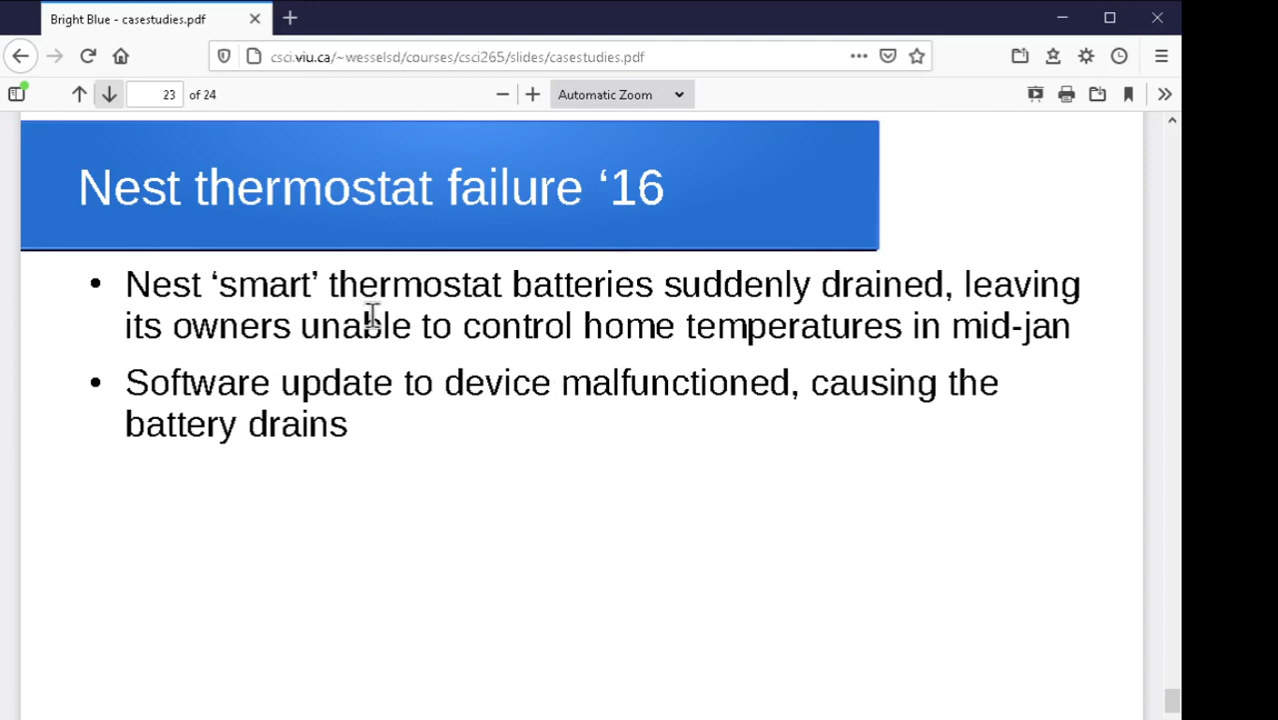 Bright Blue - casestudies.pdf
csci.viu.ca/~wesselsd/courses/csci265/slides/casestudies.pdf
23 of 24
Automatic Zoom
Nest thermostat failure ‘16
• Nest ‘smart’ thermostat batteries suddenly drained, leaving
its owners unable to control home temperatures in mid-jan
• Software update to device malfunctioned, causing the
battery drains